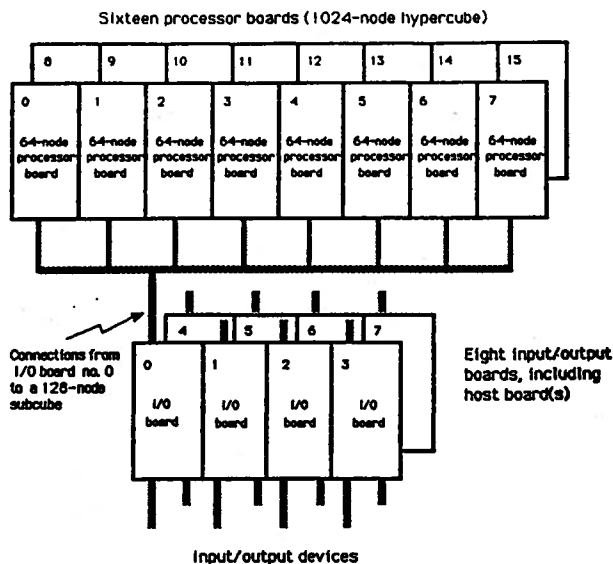 Sixteen processor boards (1024-node hypercube)
8 9 10 11 12 13 14 15
0 1 2 3 4 5 6 7
64-node processor board
64-node processor board
64-node processor board
64-node processor board
64-node processor board
64-node processor board
64-node processor board
64-node processor board
Connections from
I/O board no. 0
to a 128-node
subcube
4 5 6 7
0 1 2 3
I/O board
I/O board
I/O board
I/O board
Eight input/output
boards, including
host board(s)
Input/output devices